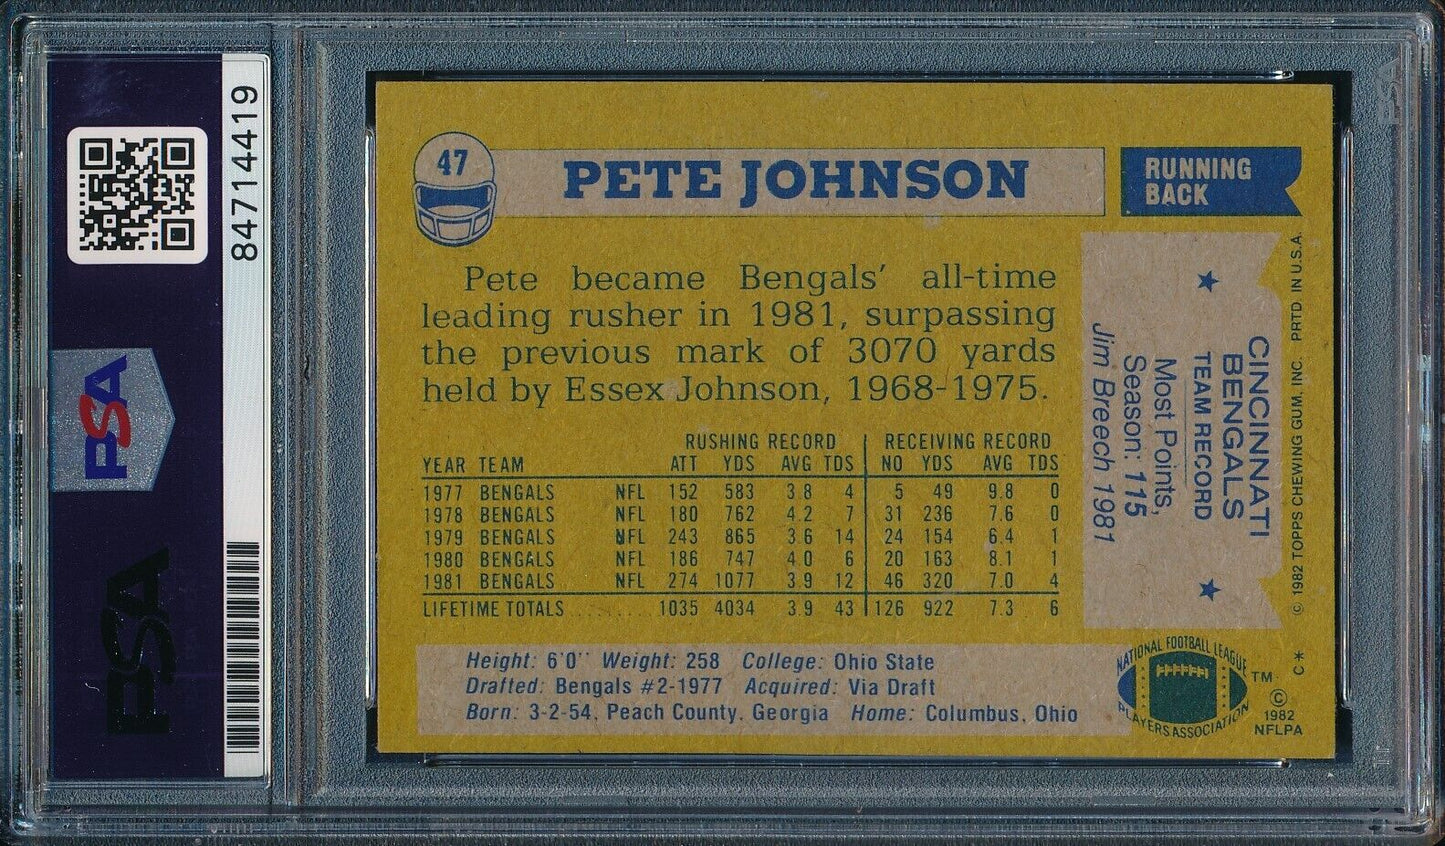 84714419
PSA
PSA
47
PETE JOHNSON
RUNNING
BACK
Pete became Bengals' all-time
leading rusher in 1981, surpassing
the previous mark of 3070 yards
held by Essex Johnson, 1968-1975.
RUSHING RECORD RECEIVING RECORD
YEAR TEAM ATT YDS AVG TDS NO YDS AVG TDS
1977 BENGALS NFL 152 583 3.8 4 5 49 9.8 0
1978 BENGALS NFL 180 762 4.2 7 31 236 7.6 0
1979 BENGALS NFL 243 865 3.6 14 24 154 6.4 1
1980 BENGALS NFL 186 747 4.0 6 20 163 8.1 1
1981 BENGALS NFL 274 1077 3.9 12 46 320 7.0 4
LIFETIME TOTALS ........ 1035 4034 3.9 43 126 922 7.3 6
Height: 6'0" Weight: 258 College: Ohio State
Drafted: Bengals #2-1977 Acquired: Via Draft
Born: 3-2-54, Peach County, Georgia Home: Columbus, Ohio
CINCINNATI
BENGALS
TEAM RECORD
Most Points,
Season: 115
Jim Breech 1981
© 1982 TOPPS CHEWING GUM, INC. PRTD IN U.S.A.
C*
NATIONAL FOOTBALL LEAGUE
PLAYERS ASSOCIATION
TM
©
1982
NFLPA
PSA